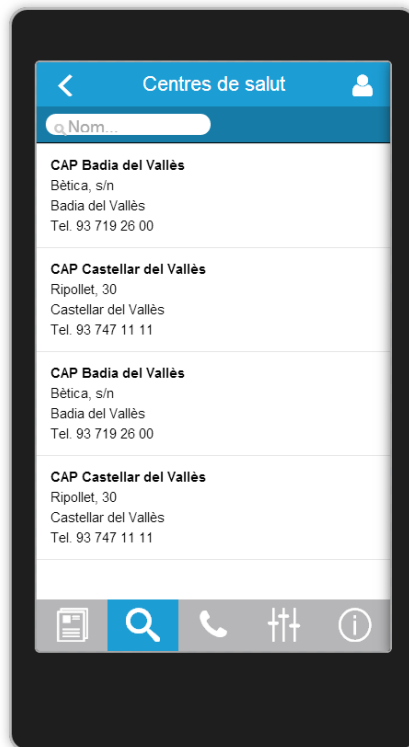 Centres de salut
Nom...
CAP Badia del Vallès
Bètica, s/n
Badia del Vallès
Tel. 93 719 26 00
CAP Castellar del Vallès
Ripollet, 30
Castellar del Vallès
Tel. 93 747 11 11
CAP Badia del Vallès
Bètica, s/n
Badia del Vallès
Tel. 93 719 26 00
CAP Castellar del Vallès
Ripollet, 30
Castellar del Vallès
Tel. 93 747 11 11